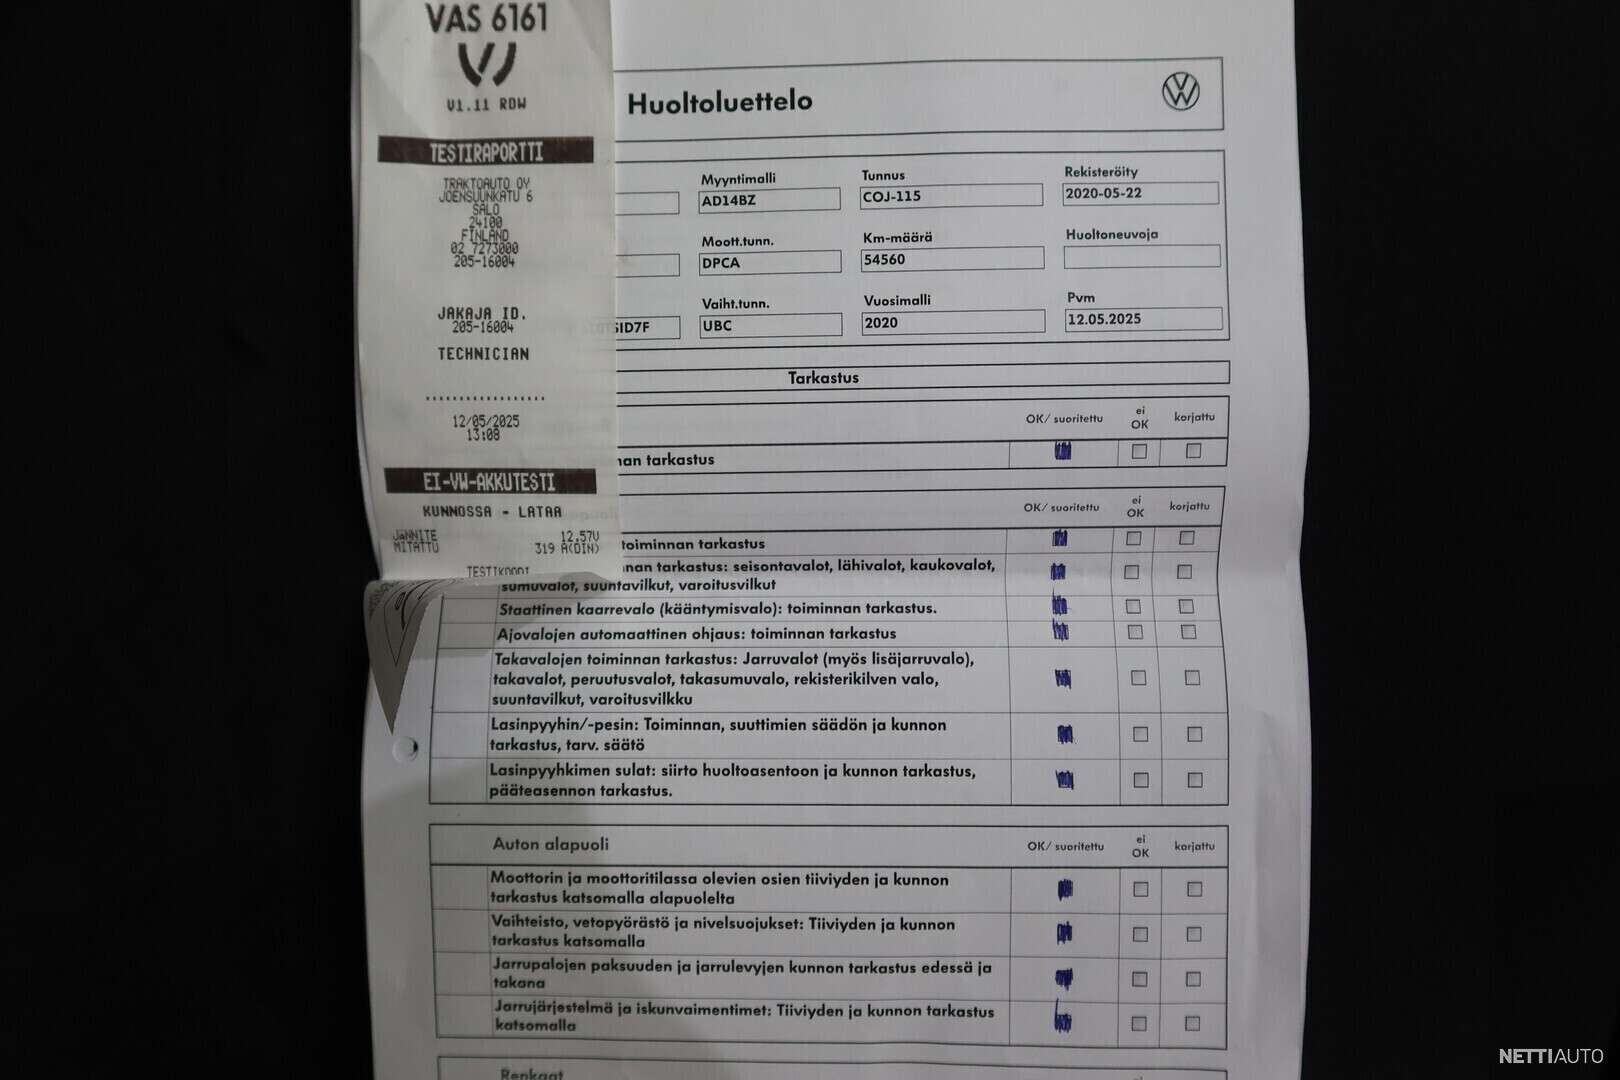 VAS 6161
V1.11 RDW
TESTIRAPORTTI
TRAKTOAUTO OY
JOENSUUNKATU 6
SALO
24100
FINLAND
02 7273000
205-16004
JAKAJA ID.
205-16004
TECHNICIAN
..................
12/05/2025
13:08
EI-VW-AKKUTESTI
KUNNOSSA - LATAA
JÄNNITE 12.57V
MITATTU 319 A(DIN)
TESTIKOODI
Huoltoluettelo
Myyntimalli
AD14BZ
Tunnus
COJ-115
Rekisteröity
2020-05-22
Moott.tunn.
DPCA
Km-määrä
54560
Huoltoneuvoja
SID7F
Vaiht.tunn.
UBC
Vuosimalli
2020
Pvm
12.05.2025
Tarkastus
OK/ suoritettu
ei
OK
korjattu
nan tarkastus
OK/ suoritettu
ei
OK
korjattu
toiminnan tarkastus
nan tarkastus: seisontavalot, lähivalot, kaukovalot,
sumuvalot, suuntavilkut, varoitusvilkut
Staattinen kaarrevalo (kääntymisvalo): toiminnan tarkastus.
Ajovalojen automaattinen ohjaus: toiminnan tarkastus
Takavalojen toiminnan tarkastus: Jarruvalot (myös lisäjarruvalo),
takavalot, peruutusvalot, takasumuvalo, rekisterikilven valo,
suuntavilkut, varoitusvilkku
Lasinpyyhin/-pesin: Toiminnan, suuttimien säädön ja kunnon
tarkastus, tarv. säätö
Lasinpyyhkimen sulat: siirto huoltoasentoon ja kunnon tarkastus,
pääteasennon tarkastus.
Auton alapuoli
OK/ suoritettu
ei
OK
korjattu
Moottorin ja moottoritilassa olevien osien tiiviyden ja kunnon
tarkastus katsomalla alapuolelta
Vaihteisto, vetopyörästö ja nivelsuojukset: Tiiviyden ja kunnon
tarkastus katsomalla
Jarrupalojen paksuuden ja jarrulevyjen kunnon tarkastus edessä ja
takana
Jarrujärjestelmä ja iskunvaimentimet: Tiiviyden ja kunnon tarkastus
katsomalla
Renkaat
ei
korjattu
NETTIAUTO